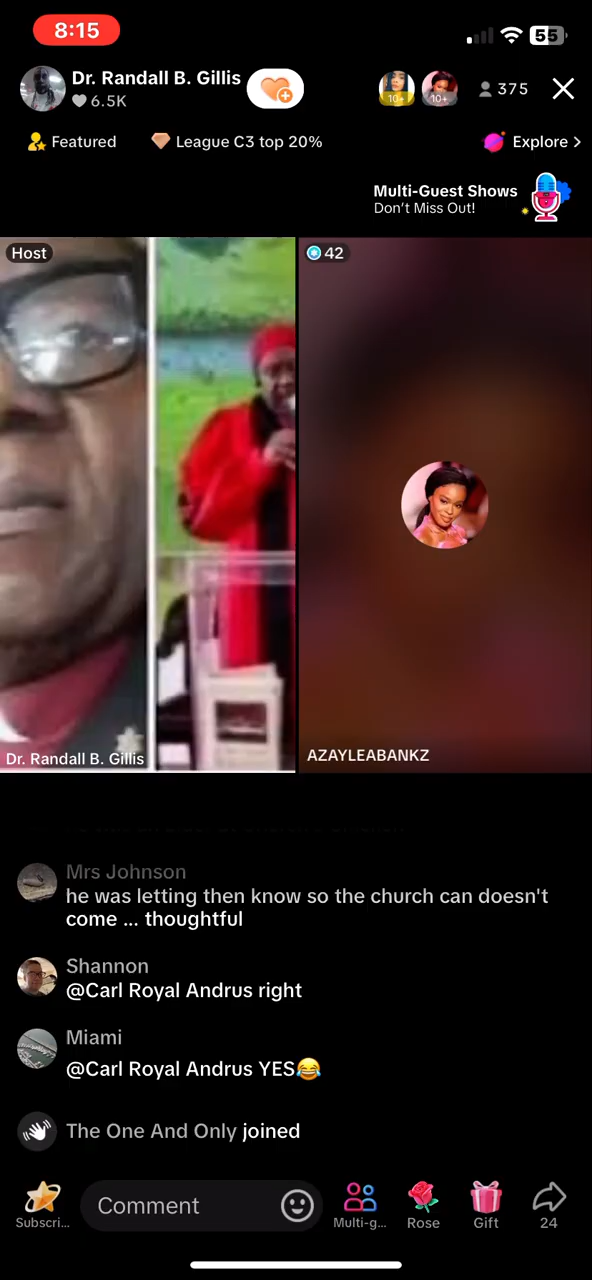 8:15
55
Dr. Randall B. Gillis
6.5K
10+
10+
375
Featured
League C3 top 20%
Explore >
Multi-Guest Shows
Don't Miss Out!
Host
42
Dr. Randall B. Gillis
AZAYLEABANKZ
Mrs Johnson
he was letting then know so the church can doesn't
come ... thoughtful
Shannon
@Carl Royal Andrus right
Miami
@Carl Royal Andrus YES😂
The One And Only joined
Comment
Subscri...
Multi-g...
Rose
Gift
24